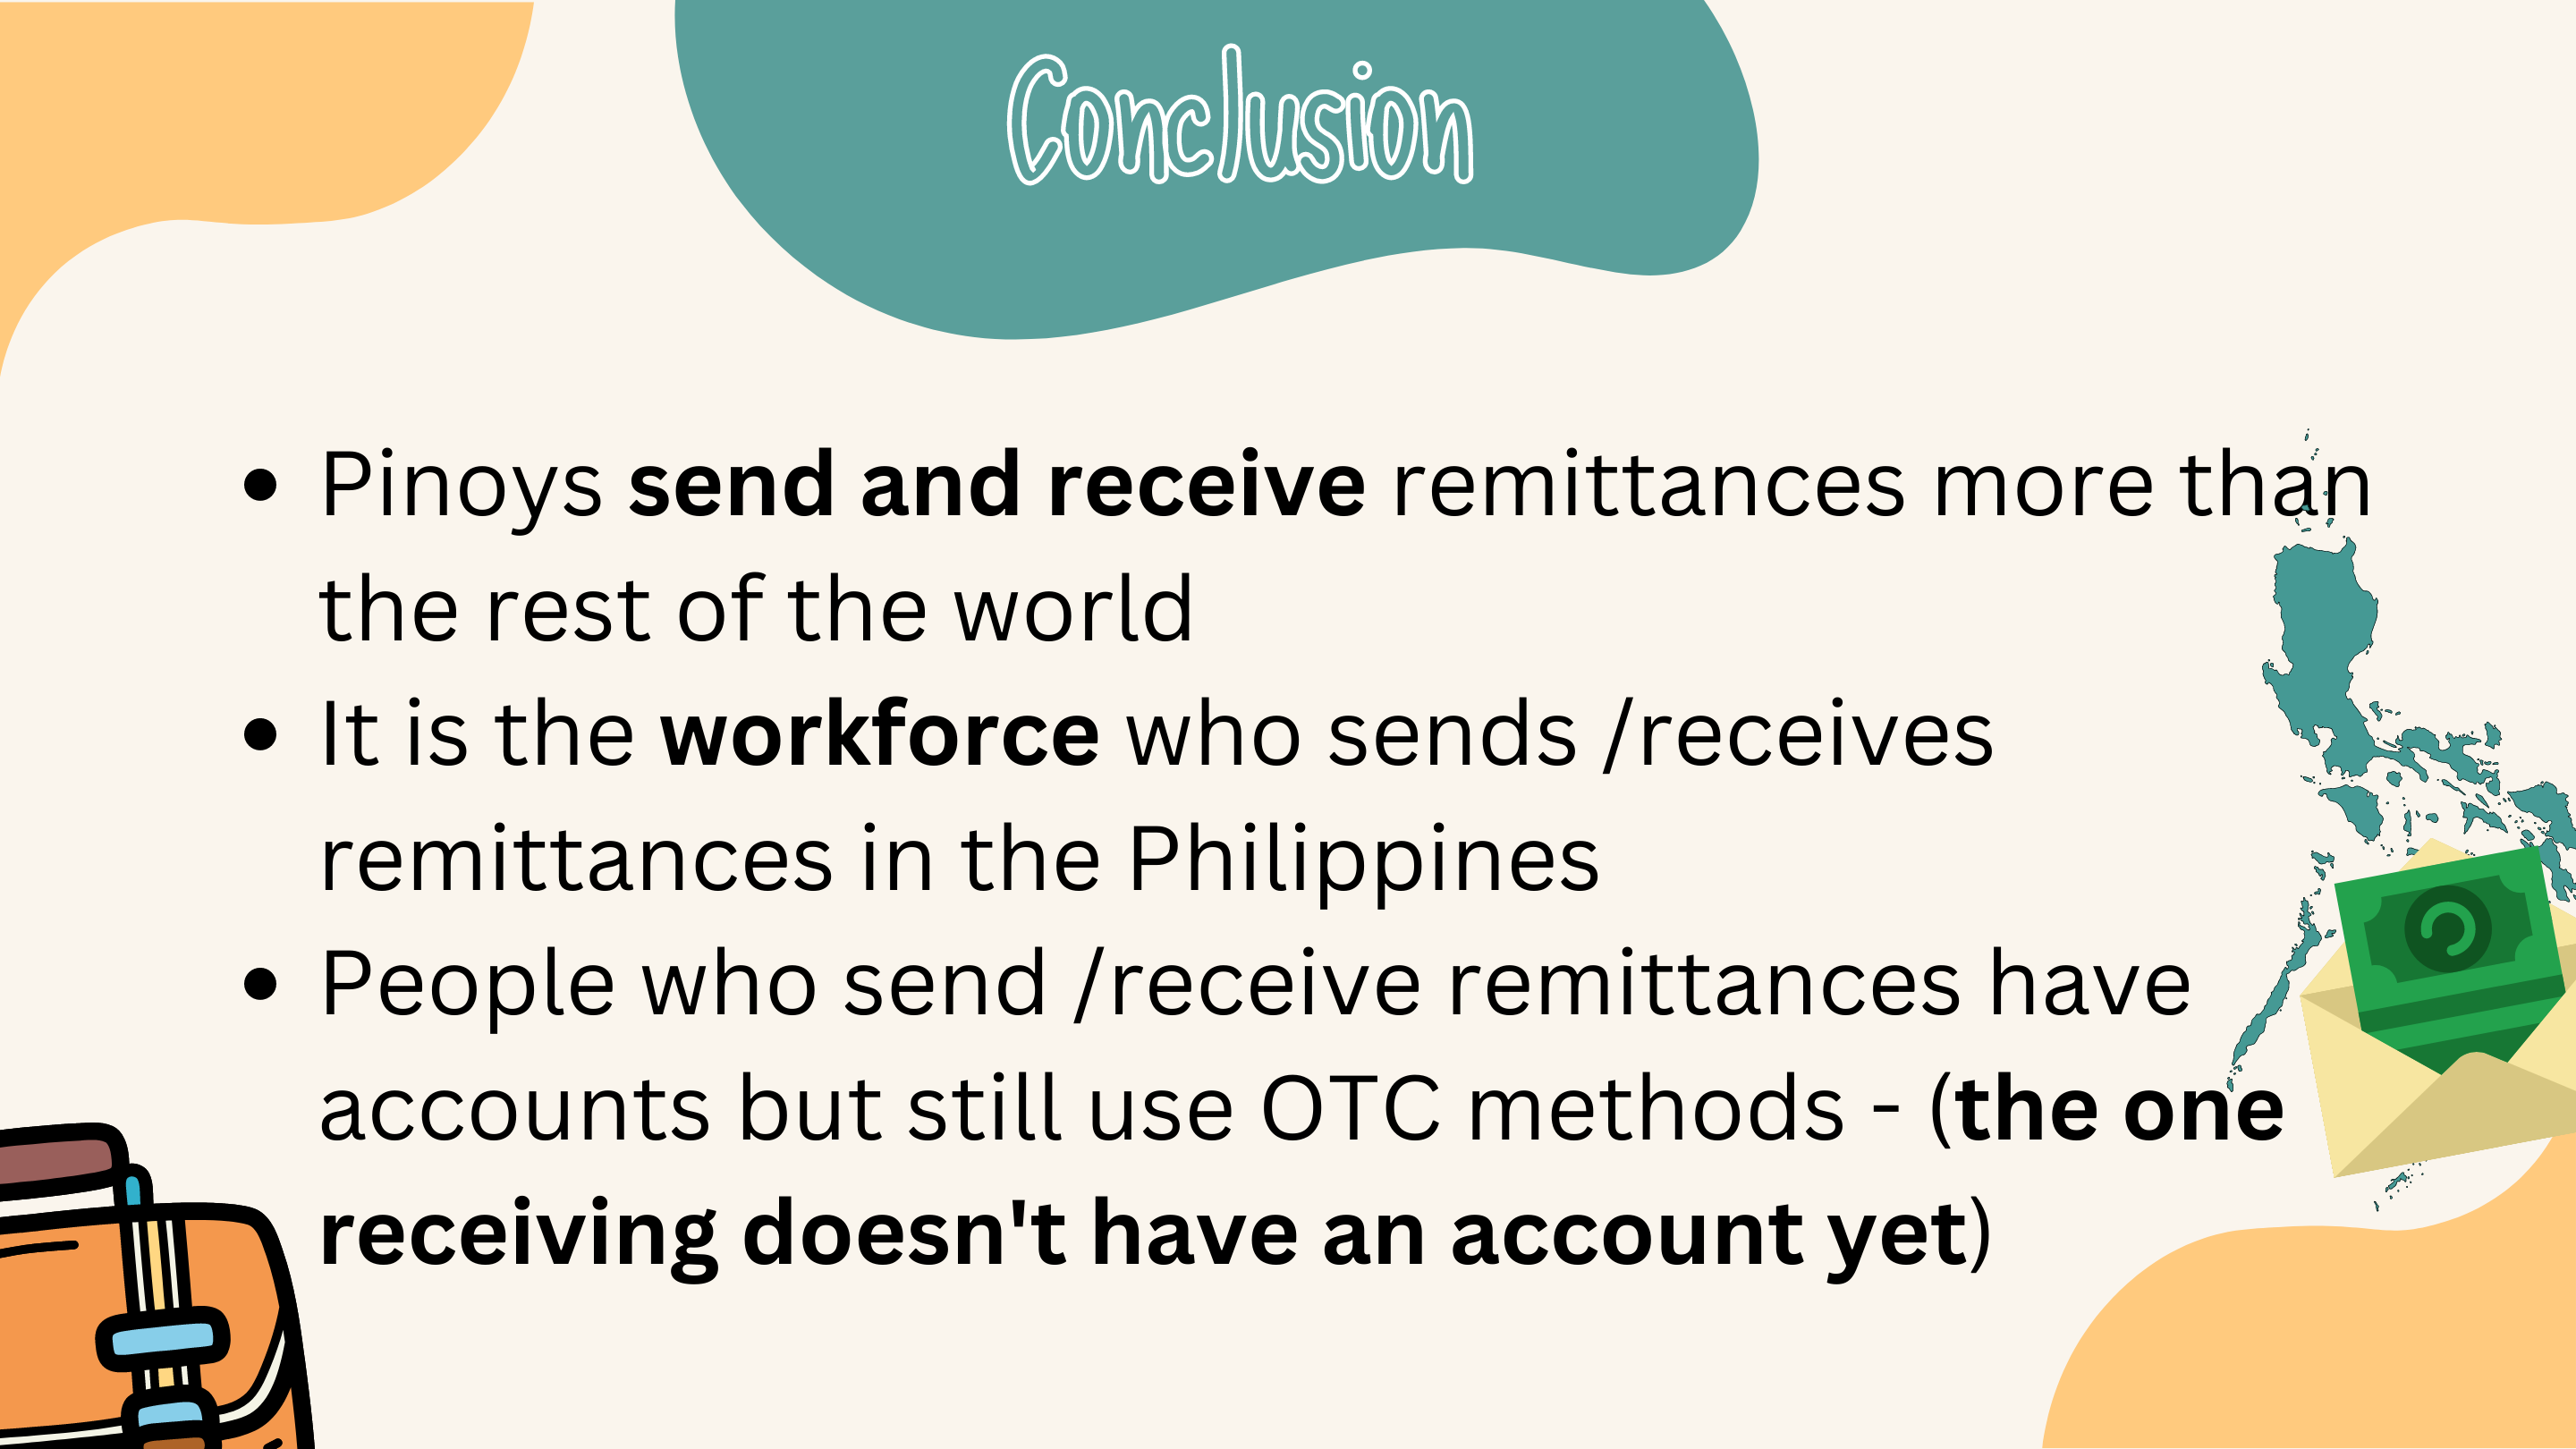 Conclusion
• Pinoys send and receive remittances more than
the rest of the world
• It is the workforce who sends /receives
remittances in the Philippines
• People who send /receive remittances have
accounts but still use OTC methods - (the one
receiving doesn't have an account yet)